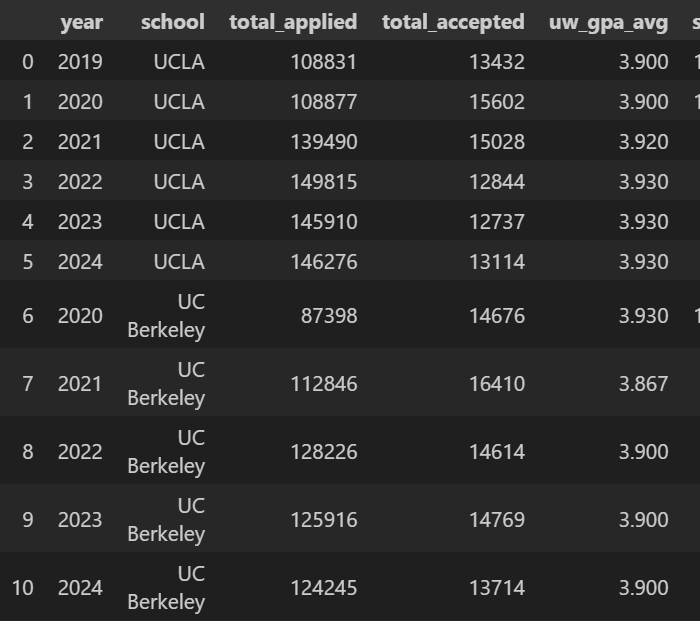 year school total_applied total_accepted uw_gpa_avg s
0 2019 UCLA 108831 13432 3.900 1
1 2020 UCLA 108877 15602 3.900 1
2 2021 UCLA 139490 15028 3.920
3 2022 UCLA 149815 12844 3.930
4 2023 UCLA 145910 12737 3.930
5 2024 UCLA 146276 13114 3.930
6 2020 UC Berkeley 87398 14676 3.930 1
7 2021 UC Berkeley 112846 16410 3.867
8 2022 UC Berkeley 128226 14614 3.900
9 2023 UC Berkeley 125916 14769 3.900
10 2024 UC Berkeley 124245 13714 3.900